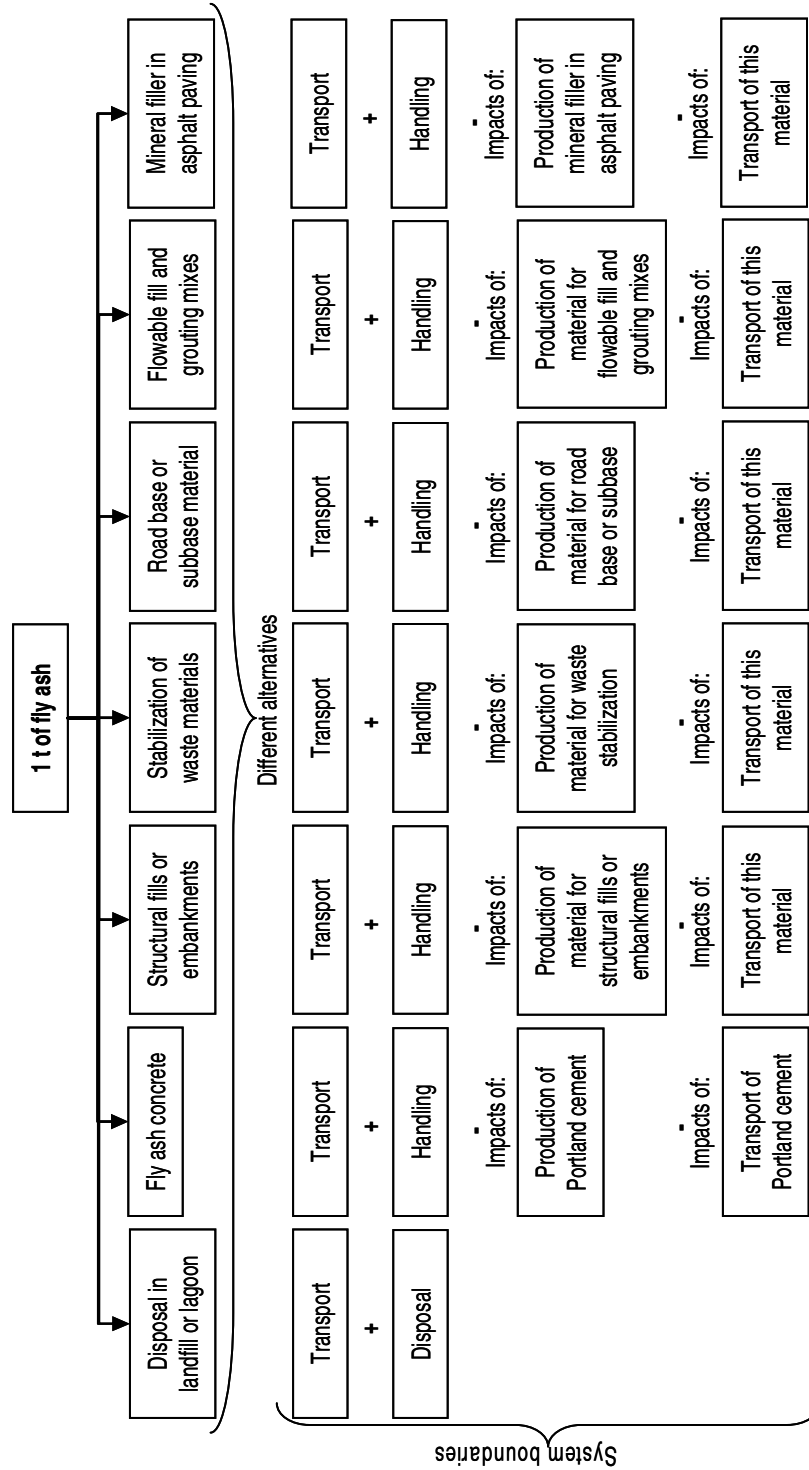 1 t of fly ash
Disposal in
landfill or lagoon
Fly ash concrete
Structural fills or
embankments
Stabilization of
waste materials
Road base or
subbase material
Flowable fill and
grouting mixes
Mineral filler in
asphalt paving
Different alternatives
System boundaries
Transport
+
Disposal
Transport
+
Handling
-
Impacts of:
Production of
Portland cement
-
Impacts of:
Transport of
Portland cement
Transport
+
Handling
-
Impacts of:
Production of
material for
structural fills or
embankments
-
Impacts of:
Transport of this
material
Transport
+
Handling
-
Impacts of:
Production of
material for waste
stabilization
-
Impacts of:
Transport of this
material
Transport
+
Handling
-
Impacts of:
Production of
material for road
base or subbase
-
Impacts of:
Transport of this
material
Transport
+
Handling
-
Impacts of:
Production of
material for
flowable fill and
grouting mixes
-
Impacts of:
Transport of this
material
Transport
+
Handling
-
Impacts of:
Production of
mineral filler in
asphalt paving
-
Impacts of:
Transport of this
material